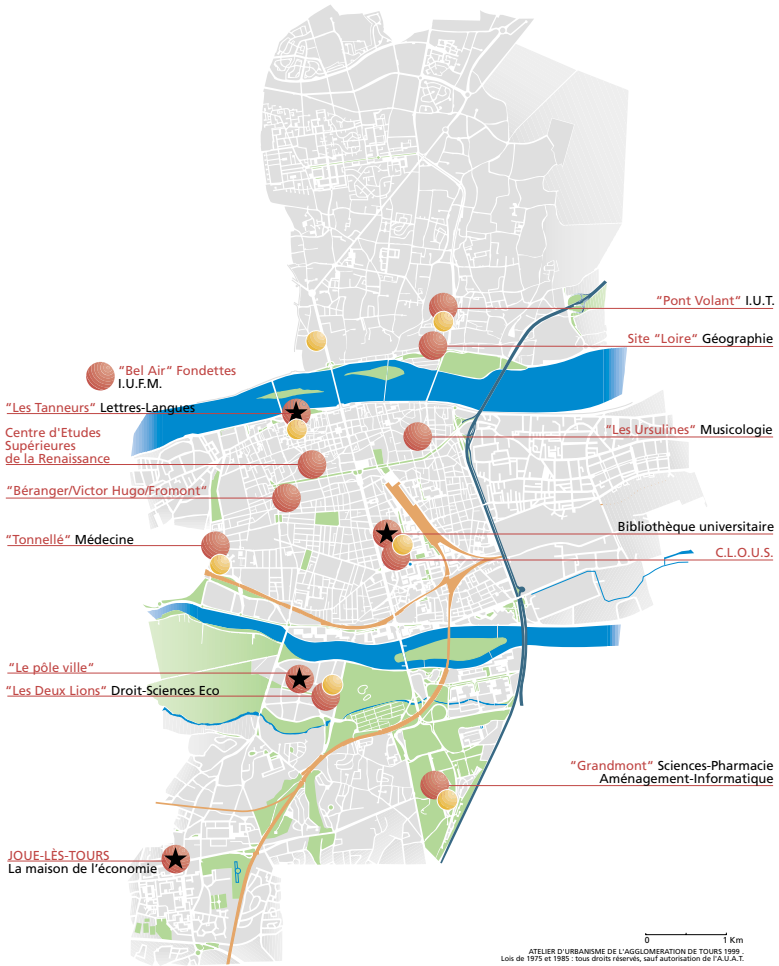 "Pont Volant" I.U.T.
Site "Loire" Géographie
"Bel Air" Fondettes
I.U.F.M.
"Les Tanneurs" Lettres-Langues
Centre d'Etudes
Supérieures
de la Renaissance
"Les Ursulines" Musicologie
"Béranger/Victor Hugo/Fromont"
Bibliothèque universitaire
"Tonnellé" Médecine
C.L.O.U.S.
"Le pôle ville"
"Les Deux Lions" Droit-Sciences Eco
"Grandmont" Sciences-Pharmacie
Aménagement-Informatique
JOUE-LÈS-TOURS
La maison de l'économie
0 1 Km
ATELIER D'URBANISME DE L'AGGLOMERATION DE TOURS 1999 .
Lois de 1975 et 1985 : tous droits réservés, sauf autorisation de l'A.U.A.T.